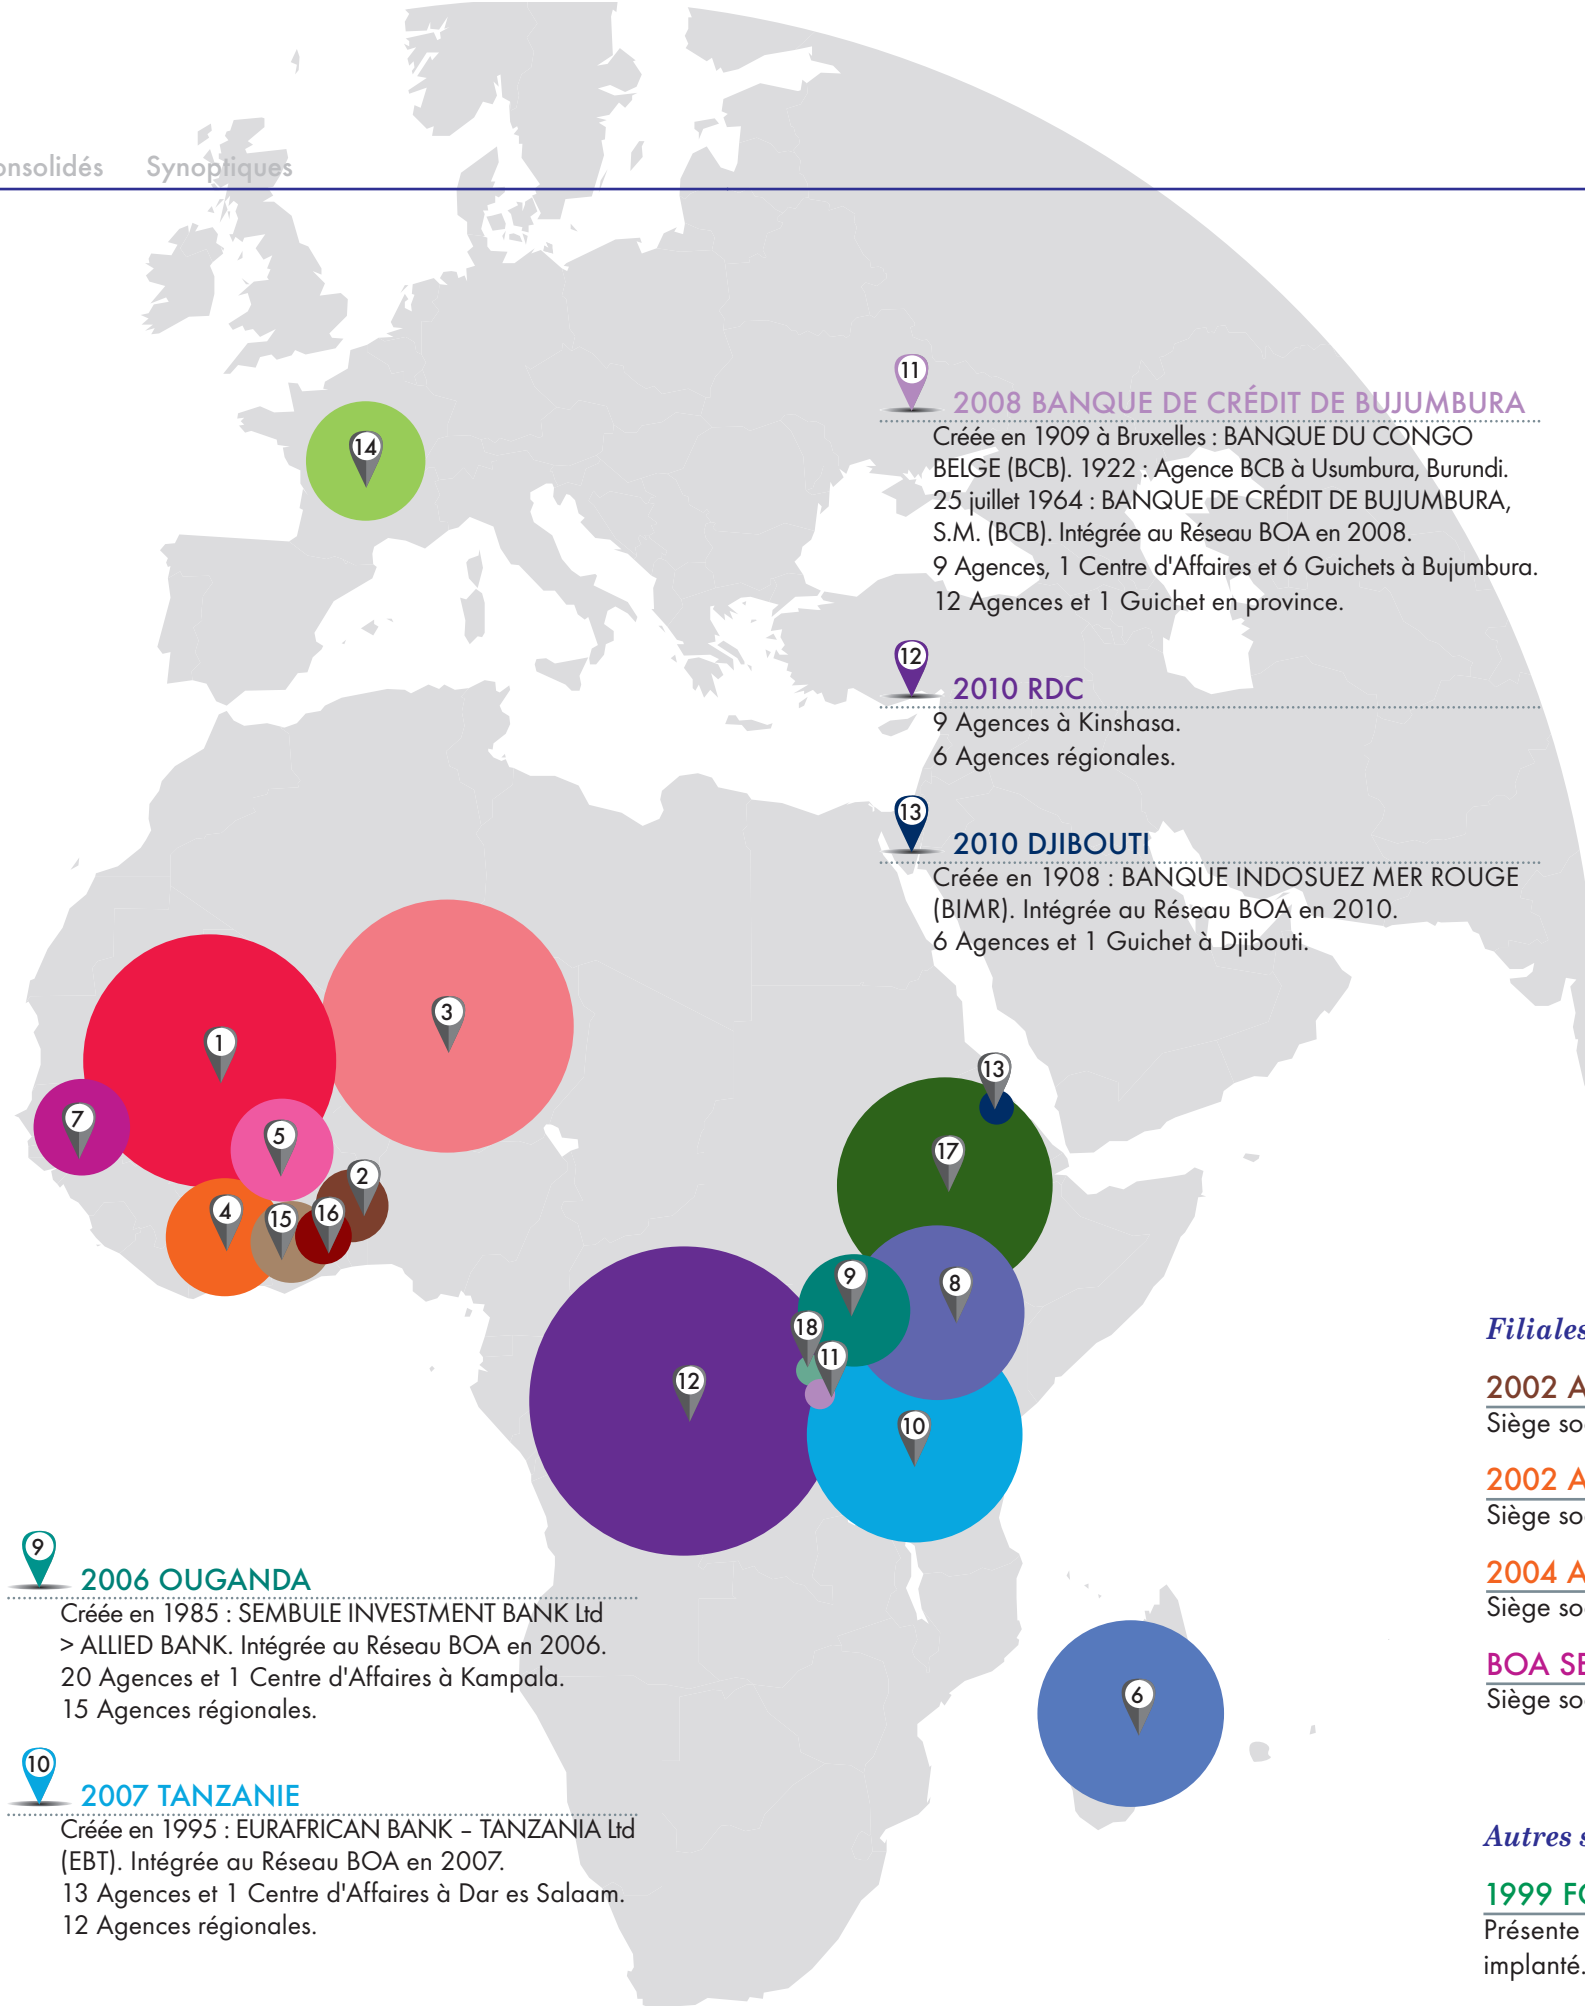 onsolidés Synoptiques
11
2008 BANQUE DE CRÉDIT DE BUJUMBURA
Créée en 1909 à Bruxelles : BANQUE DU CONGO
BELGE (BCB). 1922 : Agence BCB à Usumbura, Burundi.
25 juillet 1964 : BANQUE DE CRÉDIT DE BUJUMBURA,
S.M. (BCB). Intégrée au Réseau BOA en 2008.
9 Agences, 1 Centre d'Affaires et 6 Guichets à Bujumbura.
12 Agences et 1 Guichet en province.
12
2010 RDC
9 Agences à Kinshasa.
6 Agences régionales.
13
2010 DJIBOUTI
Créée en 1908 : BANQUE INDOSUEZ MER ROUGE
(BIMR). Intégrée au Réseau BOA en 2010.
6 Agences et 1 Guichet à Djibouti.
14
3
1
7
5
2
4
15
16
13
17
9
8
18
11
12
10
6
9
2006 OUGANDA
Créée en 1985 : SEMBULE INVESTMENT BANK Ltd
> ALLIED BANK. Intégrée au Réseau BOA en 2006.
20 Agences et 1 Centre d'Affaires à Kampala.
15 Agences régionales.
10
2007 TANZANIE
Créée en 1995 : EURAFRICAN BANK – TANZANIA Ltd
(EBT). Intégrée au Réseau BOA en 2007.
13 Agences et 1 Centre d'Affaires à Dar es Salaam.
12 Agences régionales.
Filiales
2002 A
Siège so
2002 A
Siège so
2004 A
Siège so
BOA SE
Siège so
Autres s
1999 FO
Présente
implanté.